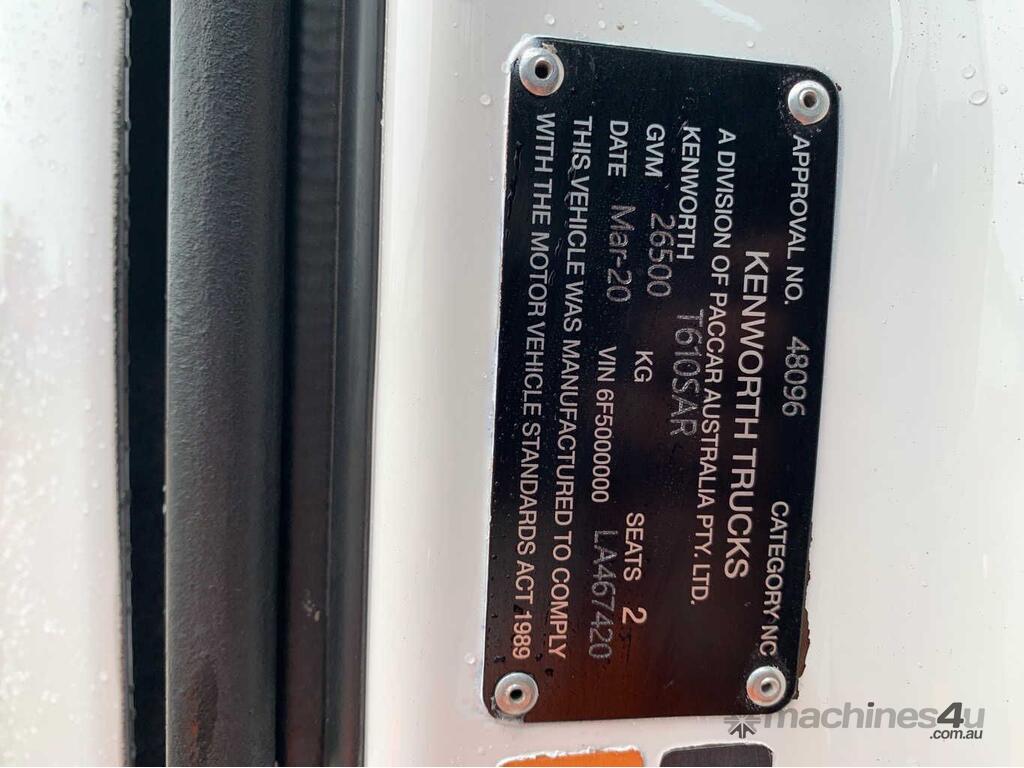 APPROVAL NO. 48096 CATEGORY NC
KENWORTH TRUCKS
A DIVISION OF PACCAR AUSTRALIA PTY. LTD.
KENWORTH T610SAR
GVM 26500 KG SEATS 2
DATE Mar-20 VIN 6F5000000 LA467420
THIS VEHICLE WAS MANUFACTURED TO COMPLY
WITH THE MOTOR VEHICLE STANDARDS ACT 1989
machines4u
.com.au